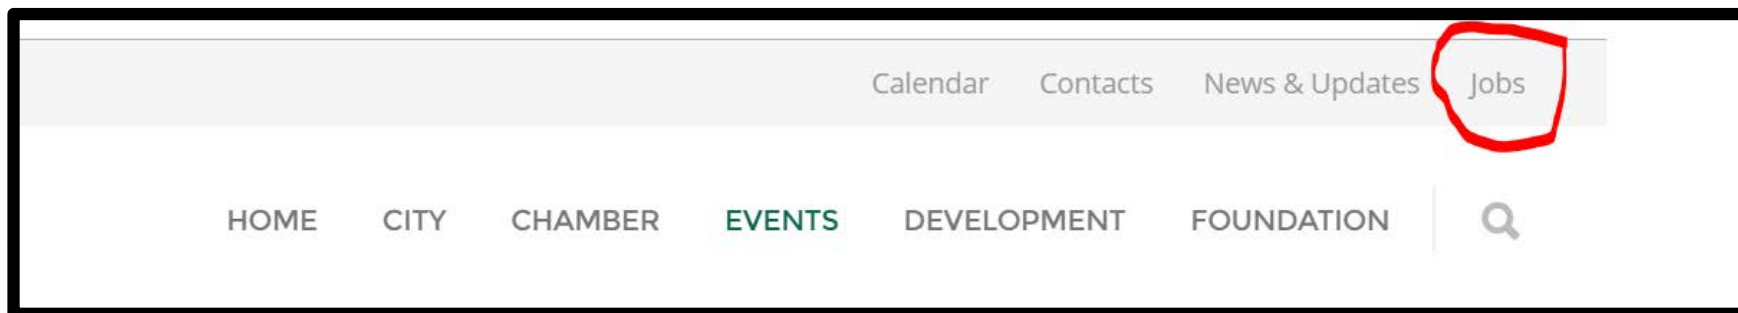 Calendar Contacts News & Updates Jobs
HOME CITY CHAMBER EVENTS DEVELOPMENT FOUNDATION